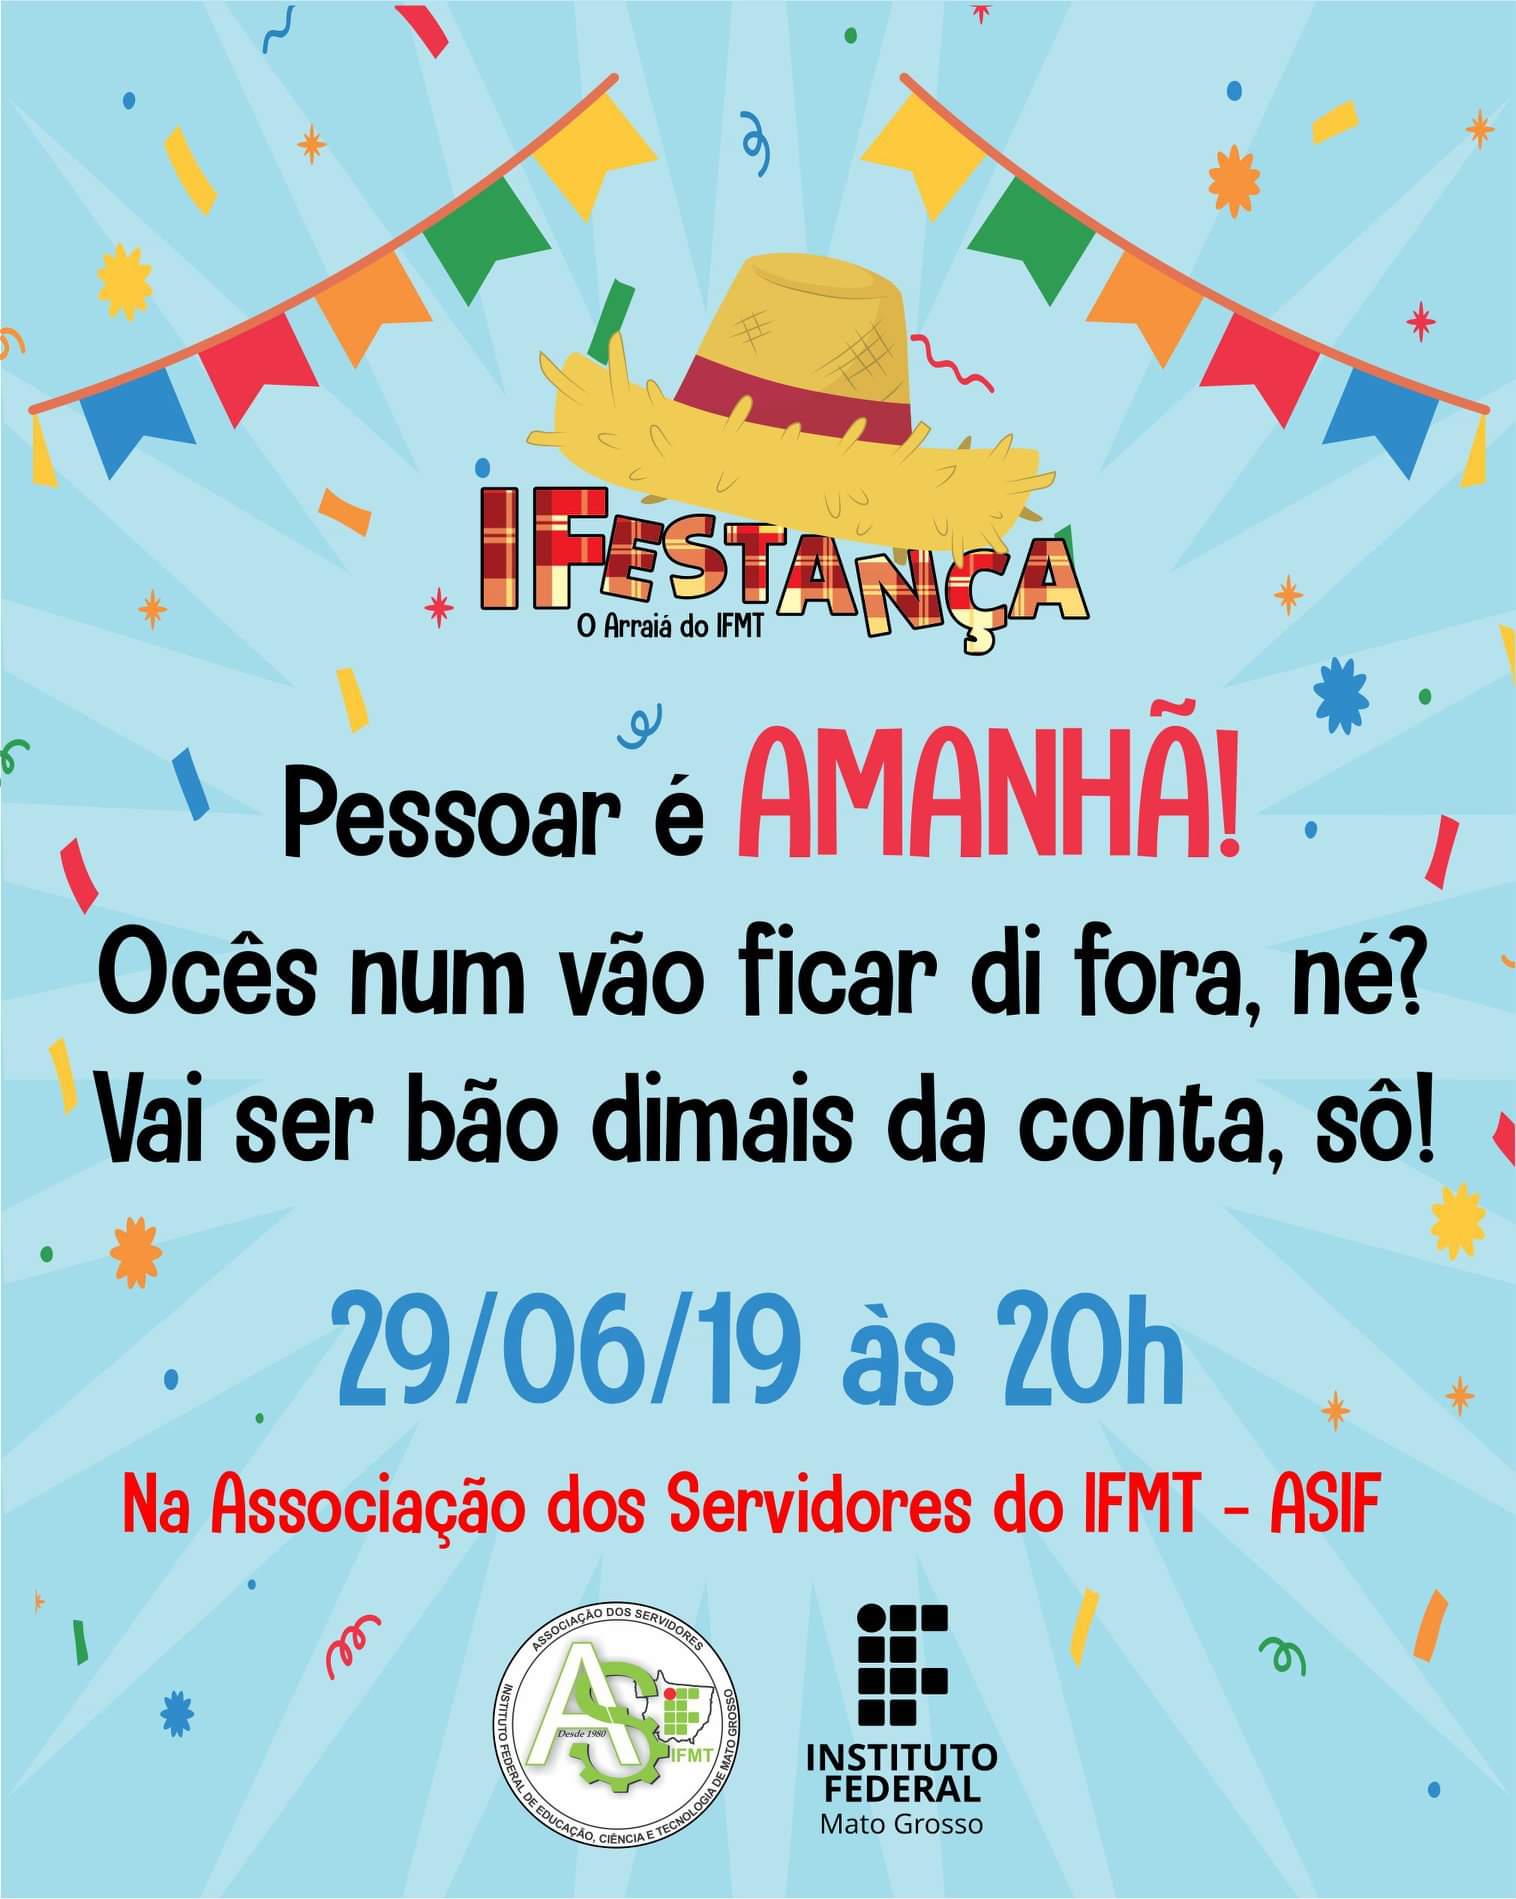 IFESTANÇA
O Arraiá do IFMT
Pessoar é AMANHÃ!
Ocês num vão ficar di fora, né?
Vai ser bão dimais da conta, sô!
29/06/19 às 20h
Na Associação dos Servidores do IFMT - ASIF
ASSOCIAÇÃO DOS SERVIDORES
INSTITUTO FEDERAL DE EDUCAÇÃO, CIÊNCIA E TECNOLOGIA DE MATO GROSSO
AS
Desde 1980
IFMT
INSTITUTO
FEDERAL
Mato Grosso